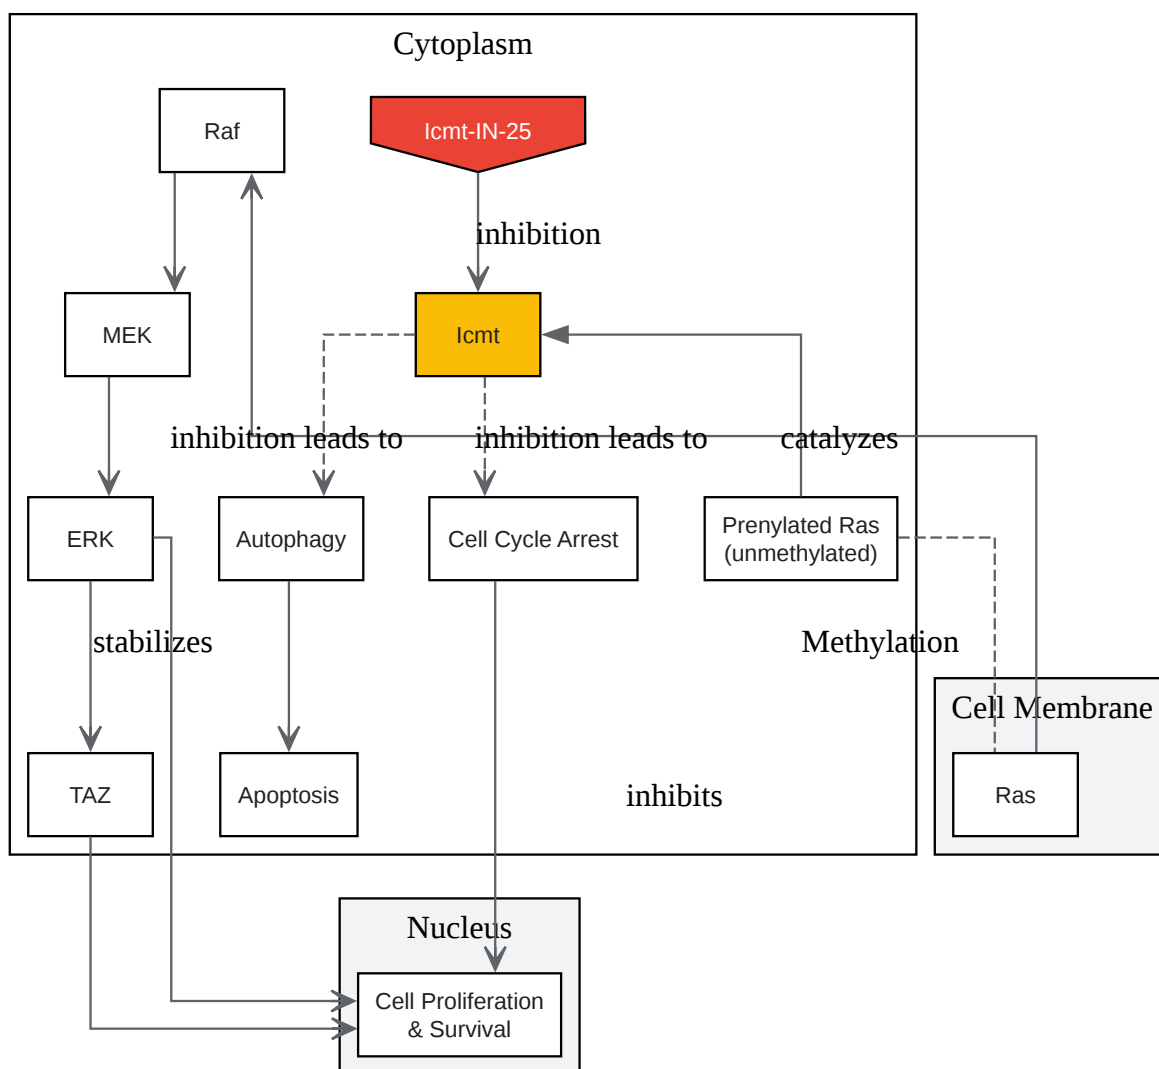 Cytoplasm
Raf
Icmt-IN-25
inhibition
MEK
Icmt
inhibition leads to
inhibition leads to
catalyzes
ERK
Autophagy
Cell Cycle Arrest
Prenylated Ras
(unmethylated)
stabilizes
Methylation
Cell Membrane
TAZ
Apoptosis
inhibits
Ras
Nucleus
Cell Proliferation
& Survival